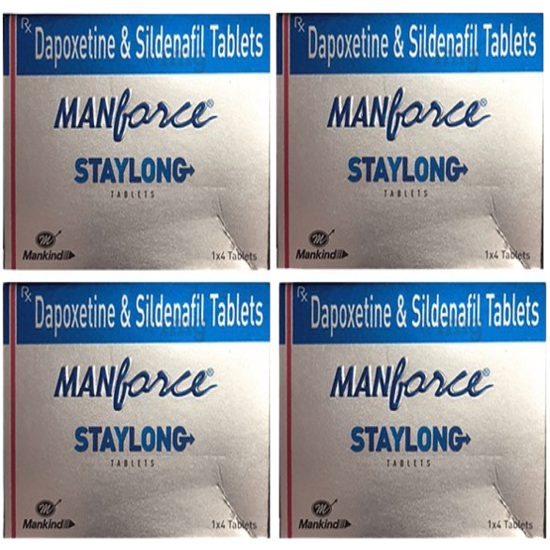 Rx Dapoxetine & Sildenafil Tablets
MANforce®
STAYLONG
TABLETS
Mankind
1x4 Tablets
Rx Dapoxetine & Sildenafil Tablets
MANforce®
STAYLONG
TABLETS
Mankind
1x4 Tablets
Rx Dapoxetine & Sildenafil Tablets
MANforce®
STAYLONG
TABLETS
Mankind
1x4 Tablets
Rx Dapoxetine & Sildenafil Tablets
MANforce®
STAYLONG
TABLETS
Mankind
1x4 Tablets